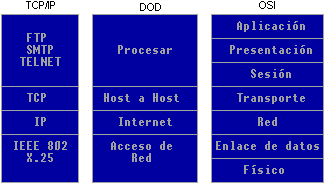 TCP/IP
FTP
SMTP
TELNET
TCP
IP
IEEE 802
X.25
DOD
Procesar
Host a Host
Internet
Acceso de
Red
OSI
Aplicación
Presentación
Sesión
Transporte
Red
Enlace de datos
Físico